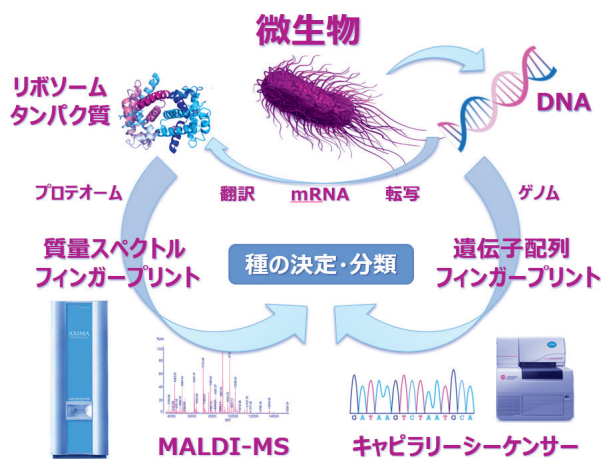 微生物
リボソーム
タンパク質
DNA
プロテオーム
翻訳
mRNA
転写
ゲノム
質量スペクトル
フィンガープリント
種の決定・分類
遺伝子配列
フィンガープリント
AXIMA
GATAAGTCTAATGCA
MALDI-MS
キャピラリーシーケンサー